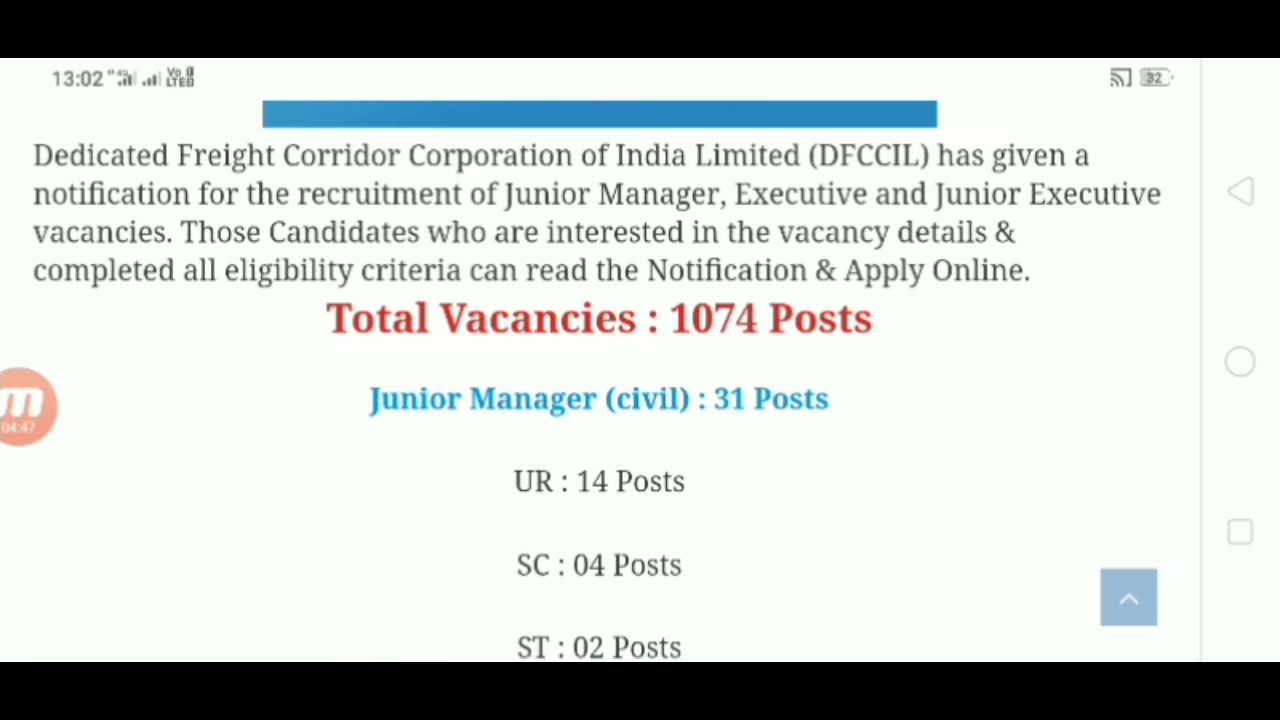 13:02
32
Dedicated Freight Corridor Corporation of India Limited (DFCCIL) has given a
notification for the recruitment of Junior Manager, Executive and Junior Executive
vacancies. Those Candidates who are interested in the vacancy details &
completed all eligibility criteria can read the Notification & Apply Online.
Total Vacancies : 1074 Posts
Junior Manager (civil) : 31 Posts
04:47
UR : 14 Posts
SC : 04 Posts
ST : 02 Posts